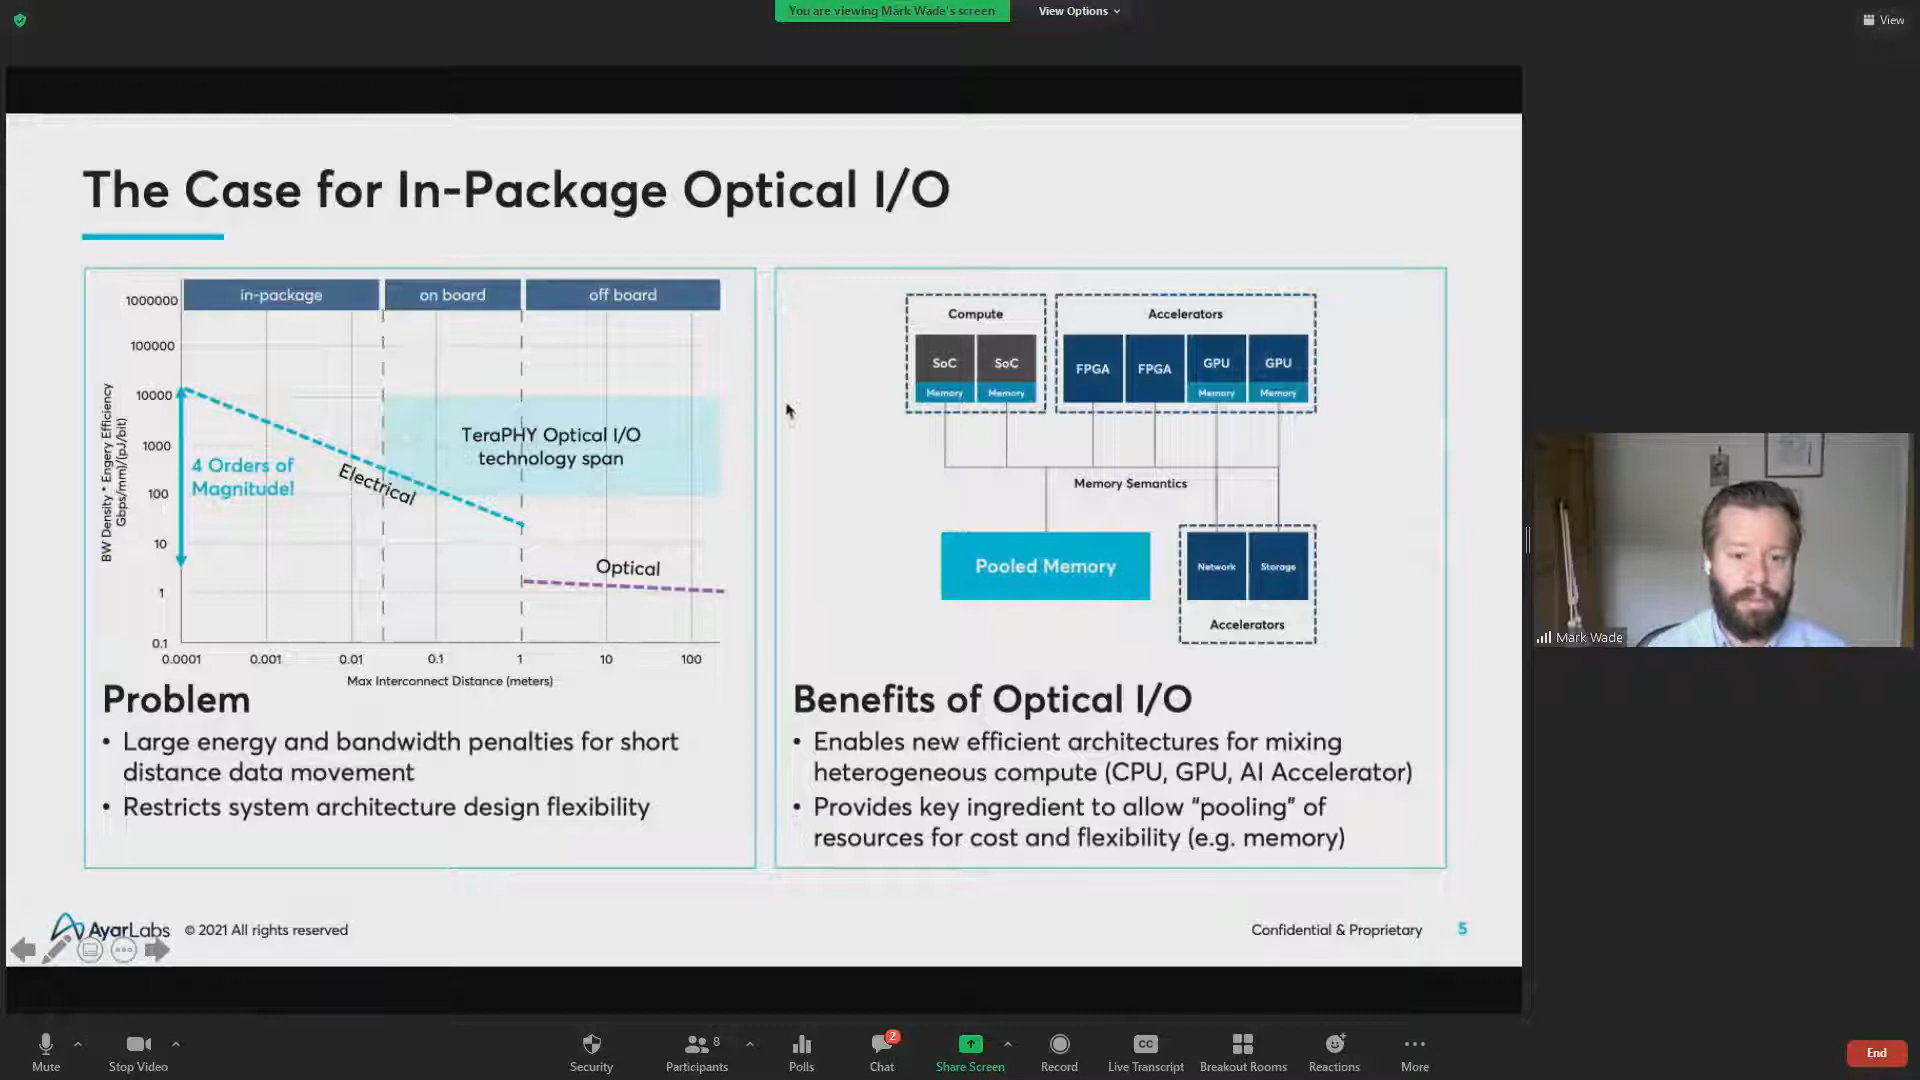 You are viewing Mark Wade's screen
View Options
View
The Case for In-Package Optical I/O
in-package
on board
off board
1000000
100000
10000
1000
100
10
1
0.1
BW Density * Engery Efficiency
Gbps/mm)/(pJ/bit)
4 Orders of
Magnitude!
Electrical
TeraPHY Optical I/O
technology span
Optical
0.0001
0.001
0.01
0.1
1
10
100
Max Interconnect Distance (meters)
Problem
• Large energy and bandwidth penalties for short
distance data movement
• Restricts system architecture design flexibility
Compute
SoC
SoC
Memory
Memory
Accelerators
FPGA
FPGA
GPU
GPU
Memory
Memory
Memory Semantics
Pooled Memory
Network
Storage
Accelerators
Benefits of Optical I/O
• Enables new efficient architectures for mixing
heterogeneous compute (CPU, GPU, AI Accelerator)
• Provides key ingredient to allow “pooling” of
resources for cost and flexibility (e.g. memory)
AyarLabs
© 2021 All rights reserved
Confidential & Proprietary
5
Mark Wade
Mute
Stop Video
Security
Participants
8
Polls
Chat
2
Share Screen
Record
CC
Live Transcript
Breakout Rooms
Reactions
More
End